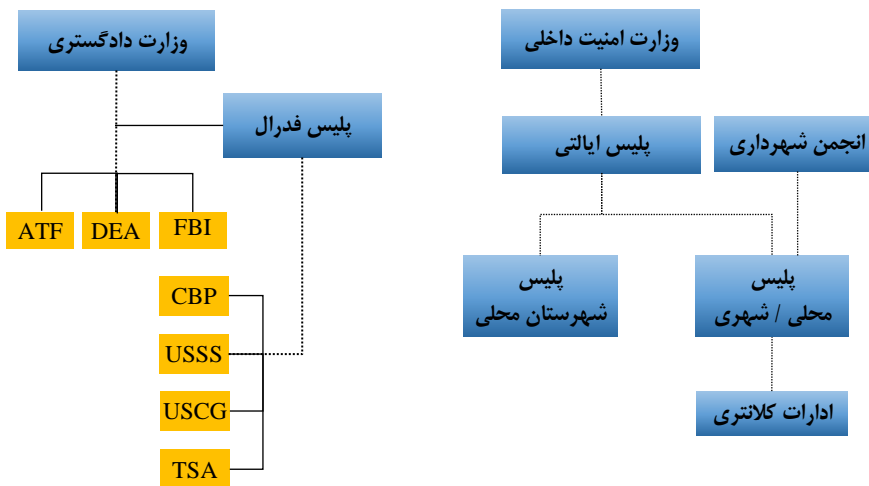 وزارت امنیت داخلی
وزارت دادگستری
پلیس فدرال
انجمن شهرداری
پلیس ایالتی
ATF
DEA
FBI
پلیس
محلی / شهری
پلیس
شهرستان محلی
CBP
USSS
USCG
TSA
ادارات کلانتری